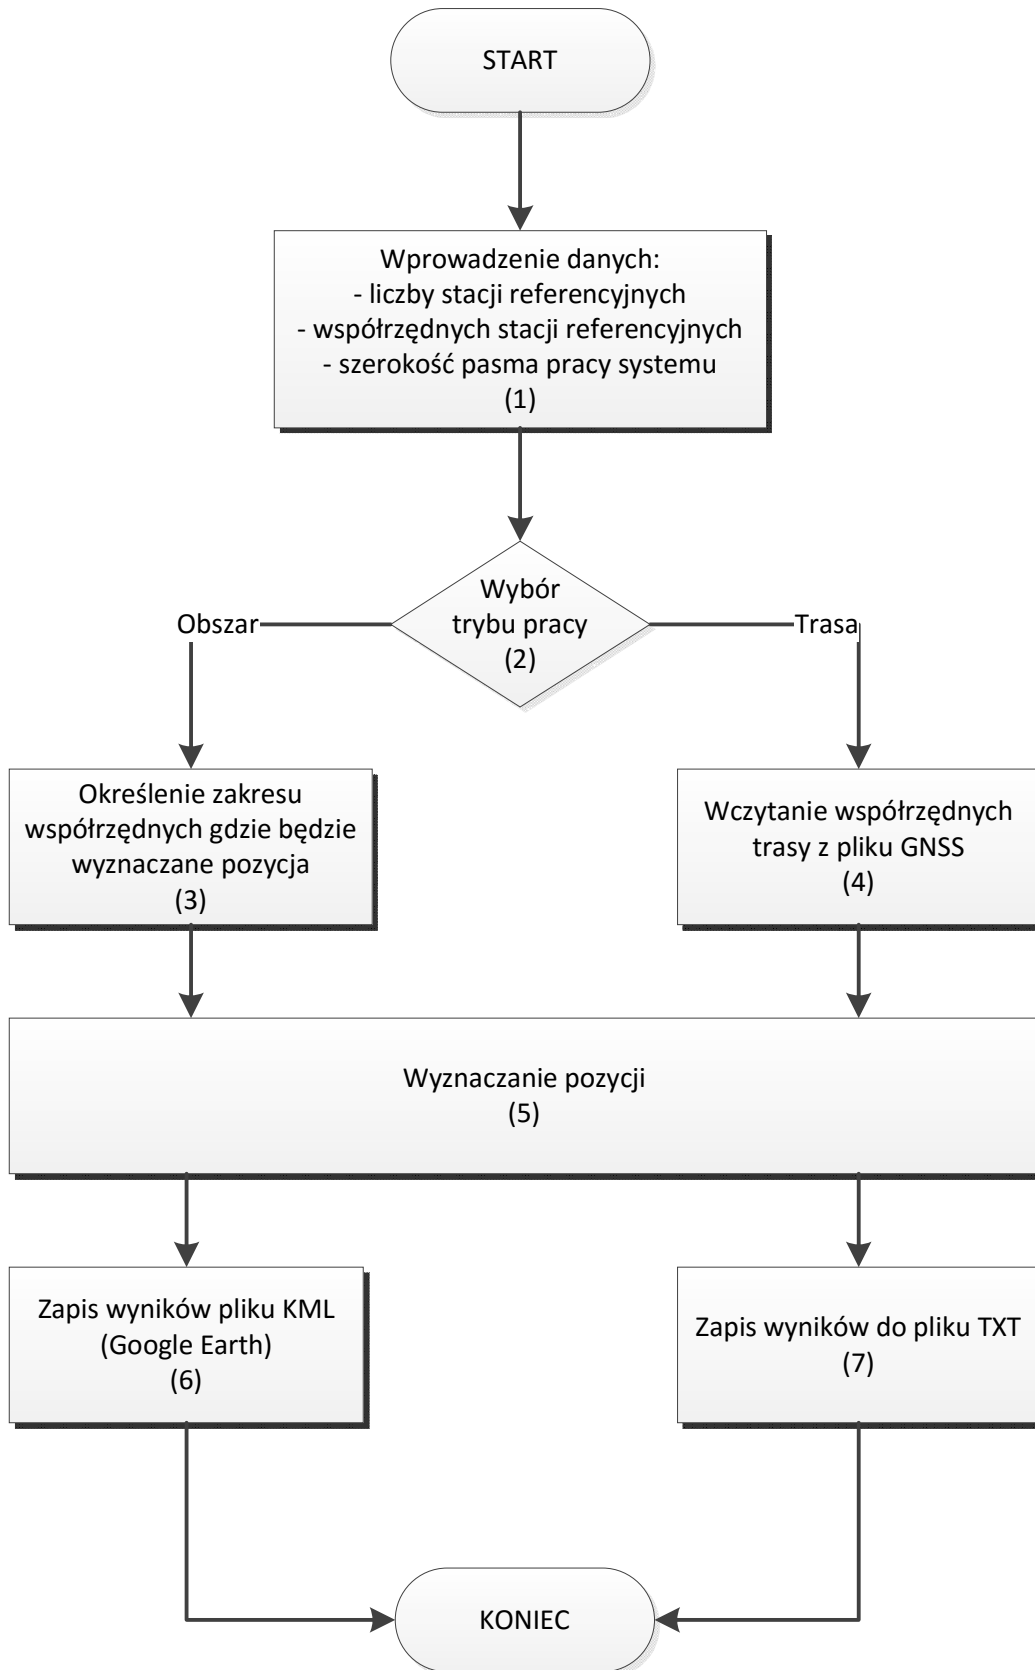 START
Wprowadzenie danych:
- liczby stacji referencyjnych
- współrzędnych stacji referencyjnych
- szerokość pasma pracy systemu
(1)
Wybór
trybu pracy
(2)
Obszar
Trasa
Określenie zakresu
współrzędnych gdzie będzie
wyznaczane pozycja
(3)
Wczytanie współrzędnych
trasy z pliku GNSS
(4)
Wyznaczanie pozycji
(5)
Zapis wyników pliku KML
(Google Earth)
(6)
Zapis wyników do pliku TXT
(7)
KONIEC